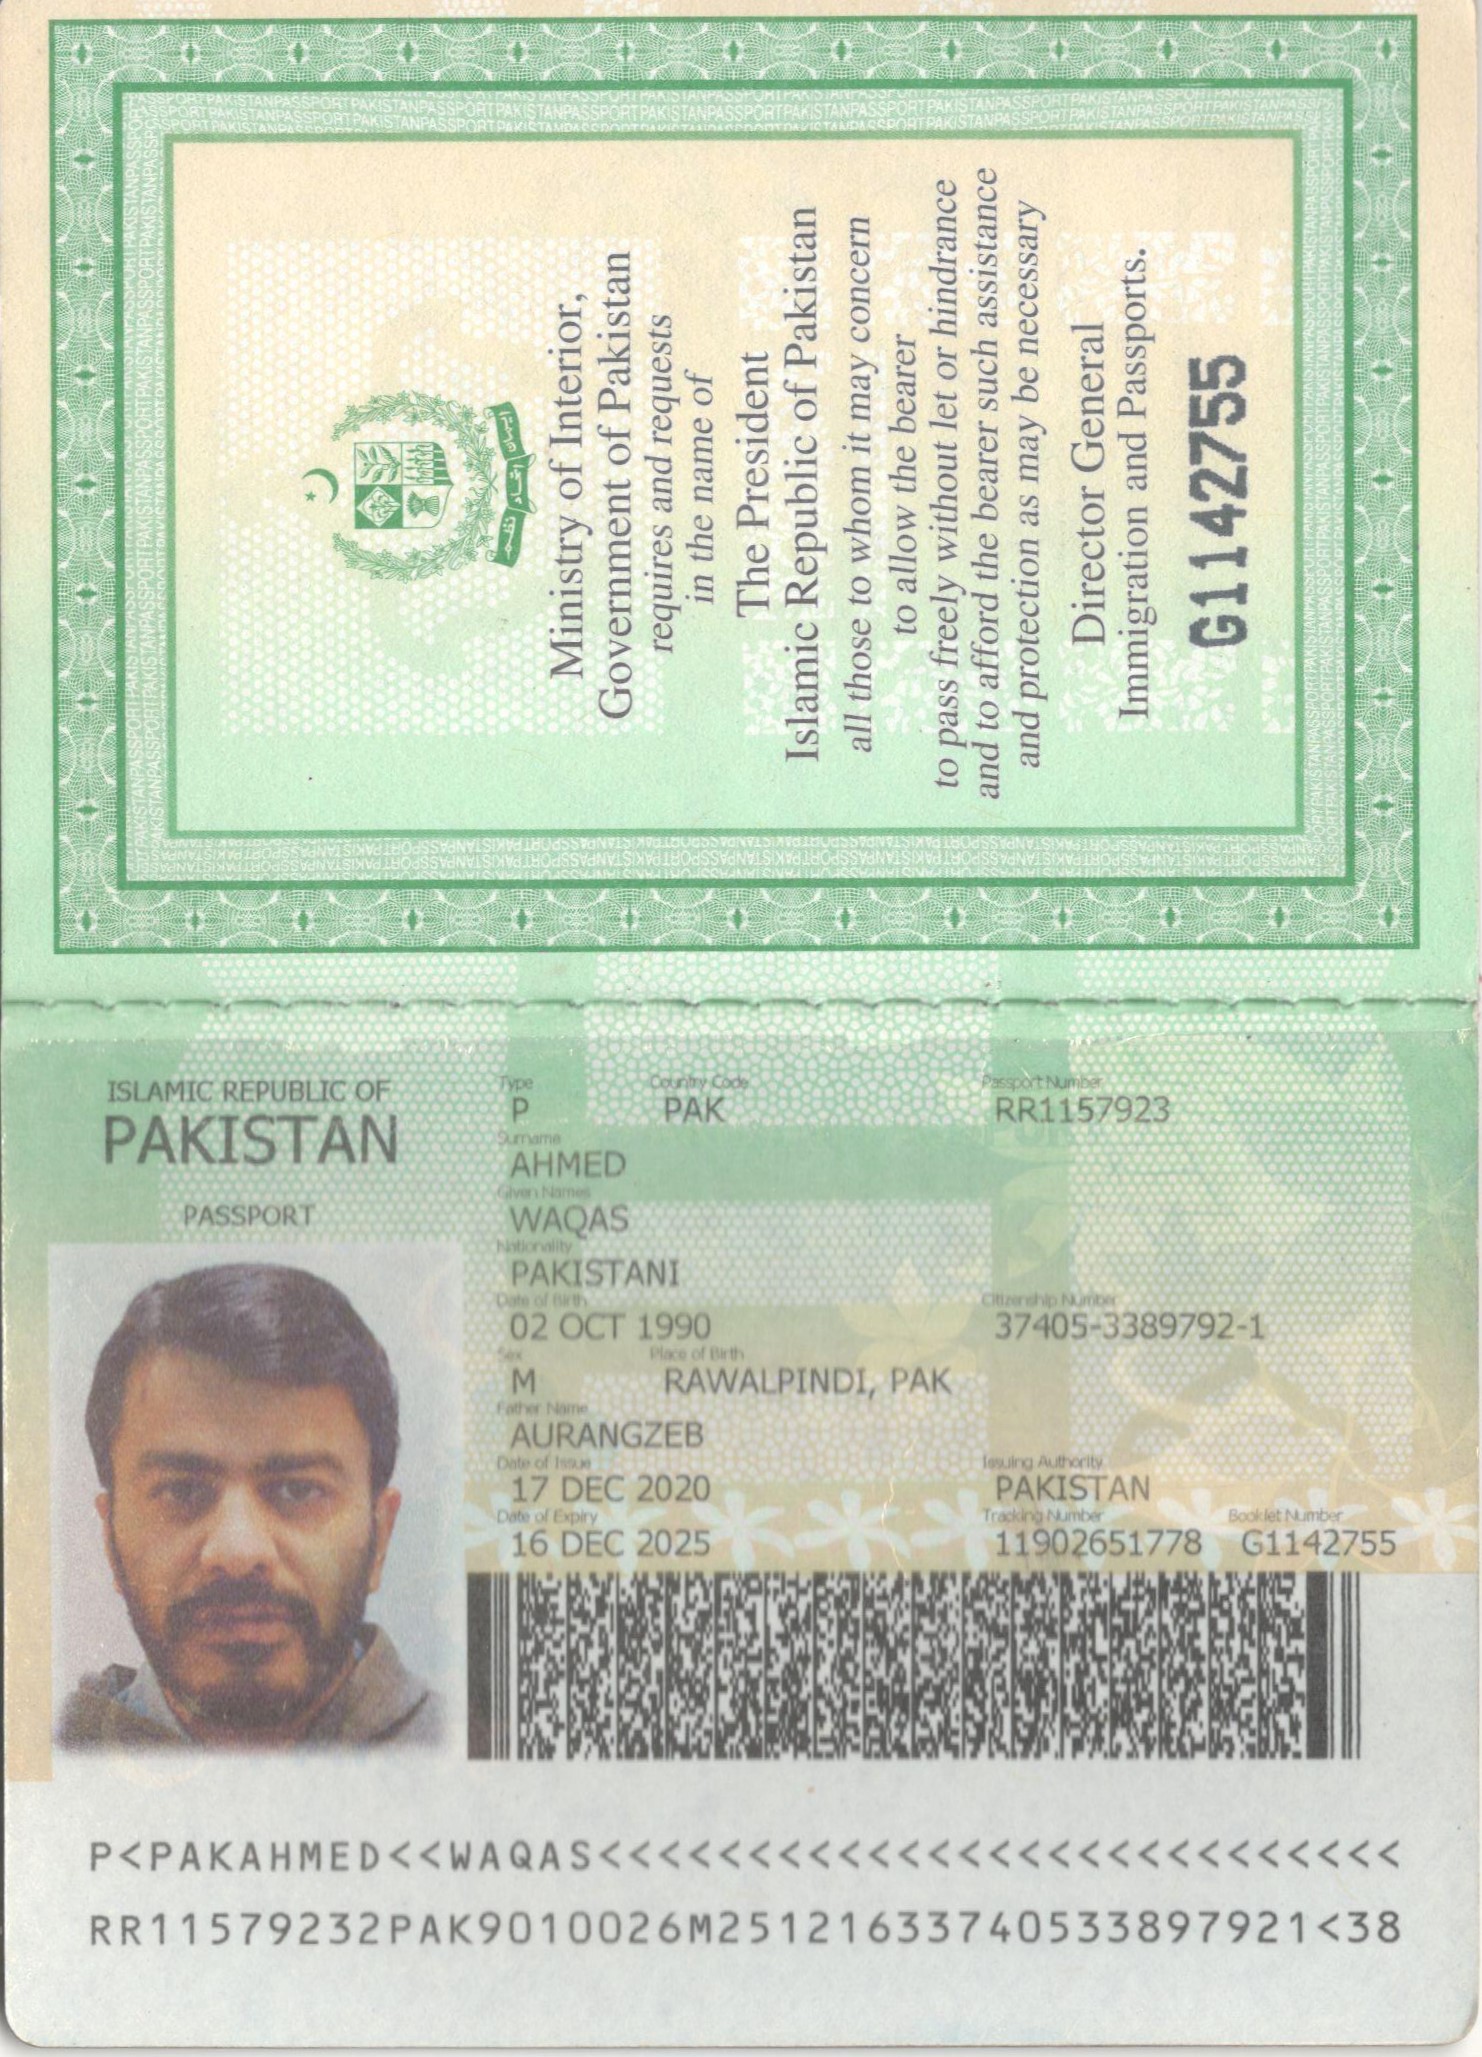 ایمان اتحاد نظم
Ministry of Interior,
Government of Pakistan
requires and requests
in the name of
The President
Islamic Republic of Pakistan
all those to whom it may concern
to allow the bearer
to pass freely without let or hindrance
and to afford the bearer such assistance
and protection as may be necessary
Director General
Immigration and Passports.
G1142755
ISLAMIC REPUBLIC OF
PAKISTAN
PASSPORT
Type Country Code Passport Number
P PAK RR1157923
Surname
AHMED
Given Names
WAQAS
Nationality
PAKISTANI
Date of Birth Citizenship Number
02 OCT 1990 37405-3389792-1
Sex Place of Birth
M RAWALPINDI, PAK
Father Name
AURANGZEB
Date of Issue Issuing Authority
17 DEC 2020 PAKISTAN
Date of Expiry Tracking Number Booklet Number
16 DEC 2025 11902651778 G1142755
P<PAKAHMED<<WAQAS<<<<<<<<<<<<<<<<<<<<<<<<<<<
RR11579232PAK9010026M25121633740533897921<38